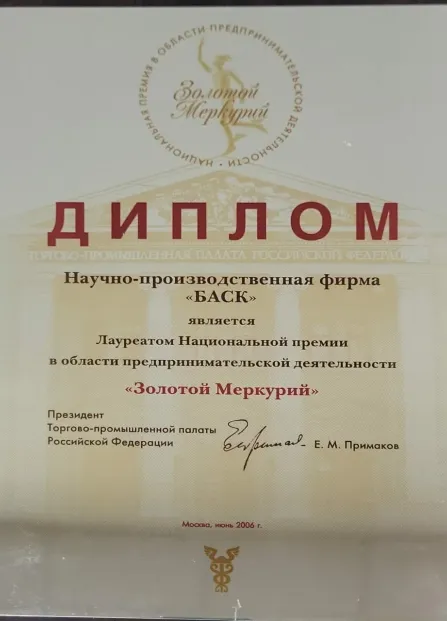 НАЦИОНАЛЬНАЯ ПРЕМИЯ В ОБЛАСТИ ПРЕДПРИНИМАТЕЛЬСКОЙ ДЕЯТЕЛЬНОСТИ
Золотой
Меркурий
ДИПЛОМ
ТОРГОВО-ПРОМЫШЛЕННАЯ ПАЛАТА РОССИЙСКОЙ ФЕДЕРАЦИИ
Научно-производственная фирма
«БАСК»
является
Лауреатом Национальной премии
в области предпринимательской деятельности
«Золотой Меркурий»
Президент
Торгово-промышленной палаты
Российской Федерации
Е. М. Примаков
Москва, июнь 2006 г.